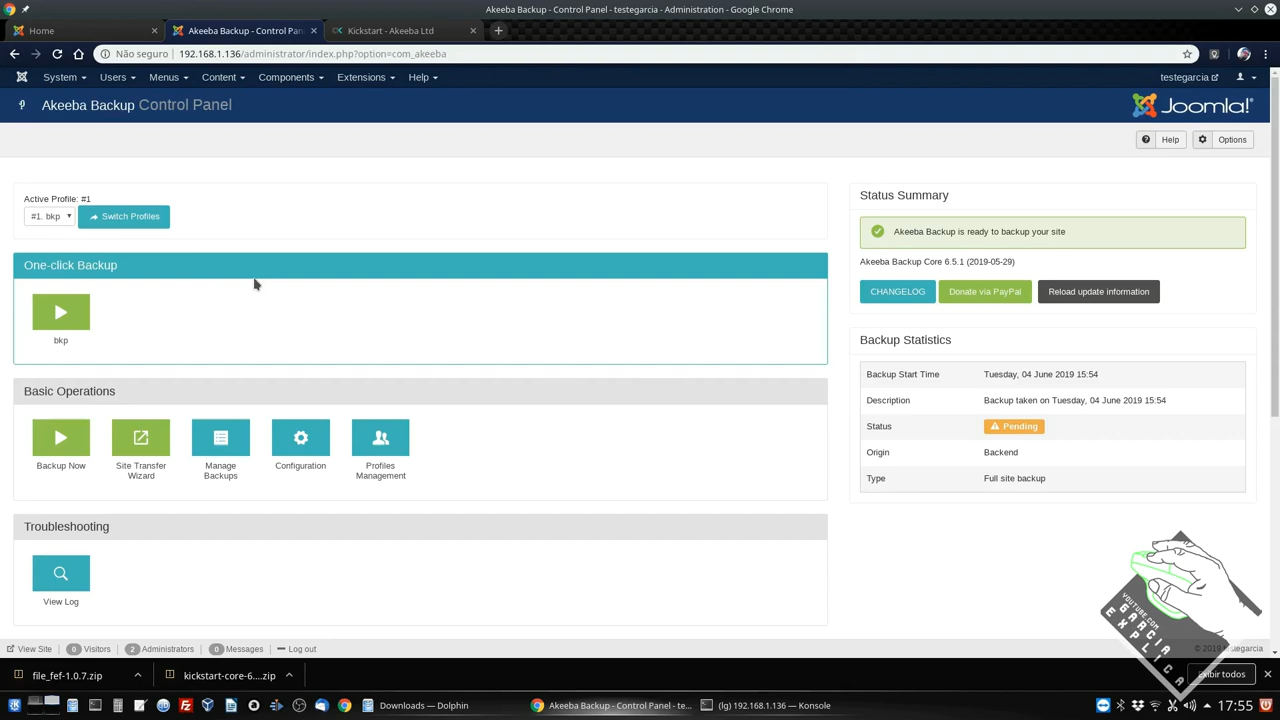 Akeeba Backup - Control Panel - testegarcia - Administration - Google Chrome
Home
Akeeba Backup - Control Pan
Kickstart - Akeeba Ltd
Não seguro
192.168.1.136/administrator/index.php?option=com_akeeba
System
Users
Menus
Content
Components
Extensions
Help
testegarcia
Akeeba Backup Control Panel
Joomla!
Help
Options
Active Profile: #1
#1. bkp
Switch Profiles
One-click Backup
bkp
Basic Operations
Backup Now
Site Transfer
Wizard
Manage
Backups
Configuration
Profiles
Management
Troubleshooting
View Log
Status Summary
Akeeba Backup is ready to backup your site
Akeeba Backup Core 6.5.1 (2019-05-29)
CHANGELOG
Donate via PayPal
Reload update information
Backup Statistics
Backup Start Time
Tuesday, 04 June 2019 15:54
Description
Backup taken on Tuesday, 04 June 2019 15:54
Status
Pending
Origin
Backend
Type
Full site backup
YOUTUBE.COM
GARCIA
EXPLICA
View Site
0 Visitors
2 Administrators
0 Messages
Log out
© 2019
file_fef-1.0.7.zip
kickstart-core-6....zip
Exibir todos
Downloads — Dolphin
Akeeba Backup - Control Panel - te...
(lg) 192.168.1.136 — Konsole
17:55